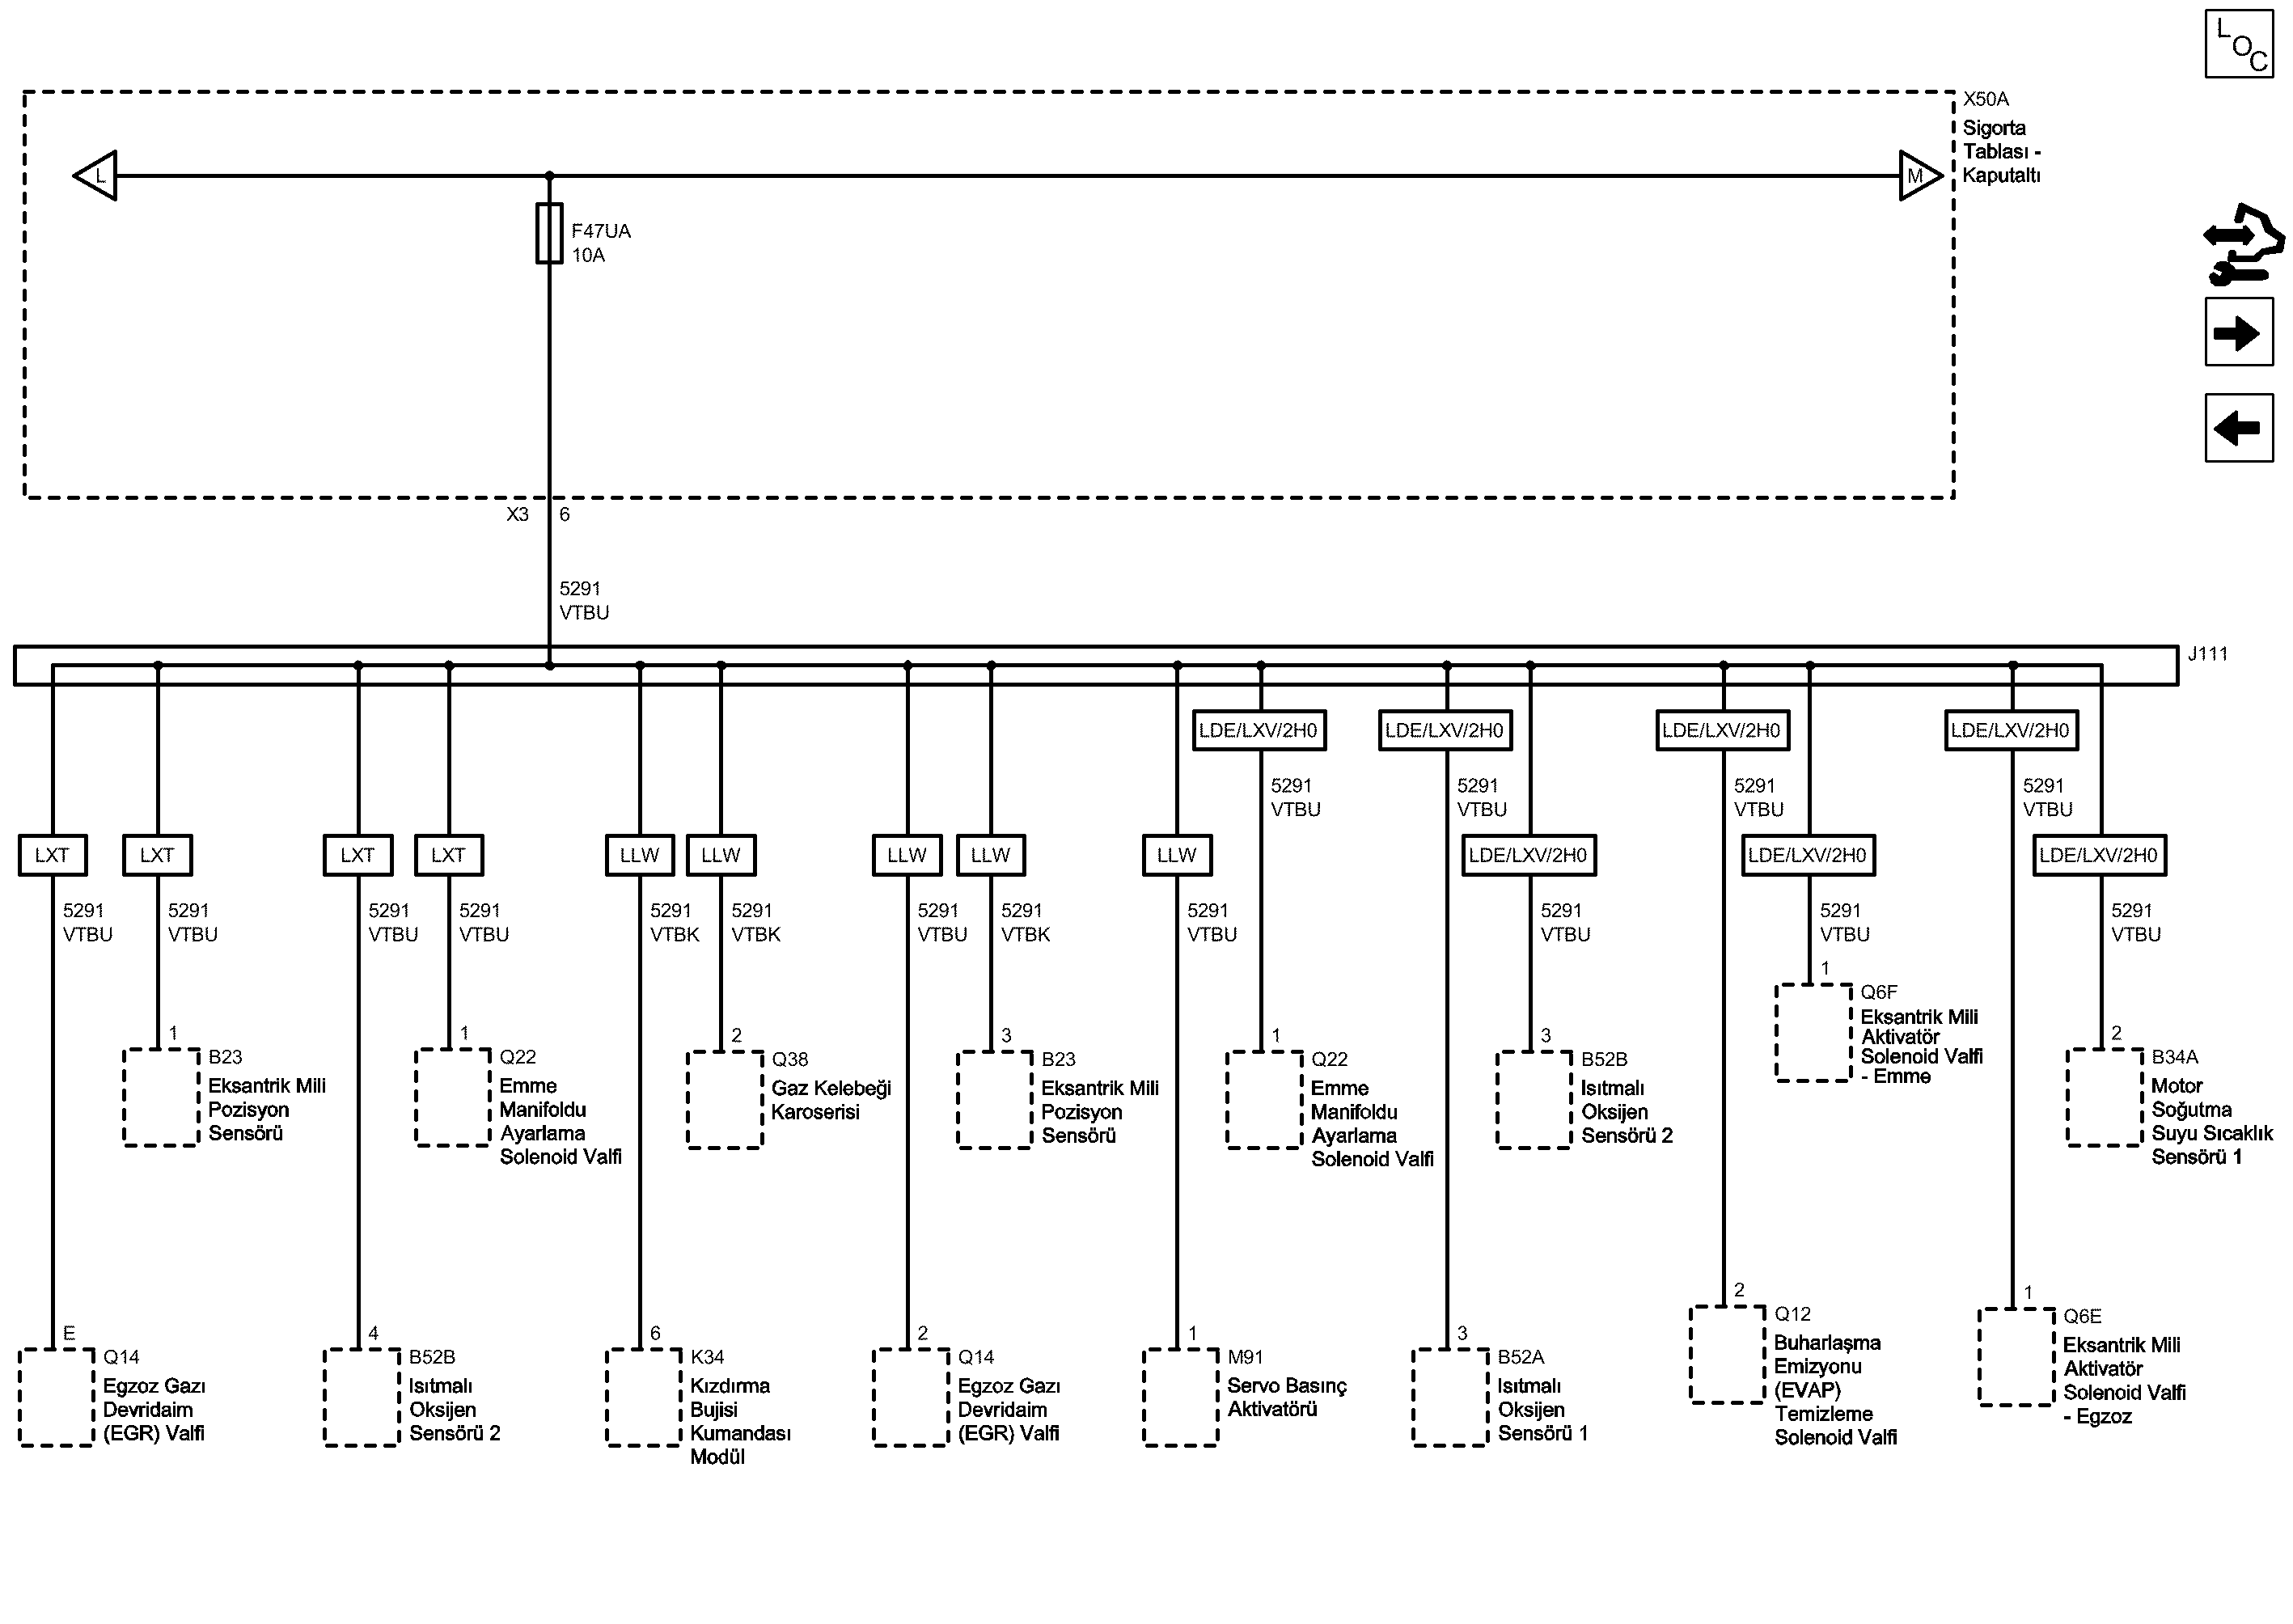 LOC
X50A
Sigorta
Tablası -
Kaputaltı
L
M
F47UA
10A
X3 6
5291
VTBU
J111
LDE/LXV/2H0 LDE/LXV/2H0 LDE/LXV/2H0 LDE/LXV/2H0
5291 5291 5291 5291
VTBU VTBU VTBU VTBU
LXT LXT LXT LXT LLW LLW LLW LLW LLW LDE/LXV/2H0 LDE/LXV/2H0 LDE/LXV/2H0
5291 5291 5291 5291 5291 5291 5291 5291 5291 5291 5291 5291
VTBU VTBU VTBU VTBU VTBK VTBK VTBU VTBK VTBU VTBU VTBU VTBU
1
B23
Eksantrik Mili
Pozisyon
Sensörü
1
Q22
Emme
Manifoldu
Ayarlama
Solenoid Valfi
2
Q38
Gaz Kelebeği
Karoserisi
3
B23
Eksantrik Mili
Pozisyon
Sensörü
1
Q22
Emme
Manifoldu
Ayarlama
Solenoid Valfi
3
B52B
Isıtmalı
Oksijen
Sensörü 2
1
Q6F
Eksantrik Mili
Aktivatör
Solenoid Valfi
- Emme
2
B34A
Motor
Soğutma
Suyu Sıcaklık
Sensörü 1
E
Q14
Egzoz Gazı
Devridaim
(EGR) Valfi
4
B52B
Isıtmalı
Oksijen
Sensörü 2
6
K34
Kızdırma
Bujisi
Kumandası
Modül
2
Q14
Egzoz Gazı
Devridaim
(EGR) Valfi
1
M91
Servo Basınç
Aktivatörü
3
B52A
Isıtmalı
Oksijen
Sensörü 1
2
Q12
Buharlaşma
Emizyonu
(EVAP)
Temizleme
Solenoid Valfi
1
Q6E
Eksantrik Mili
Aktivatör
Solenoid Valfi
- Egzoz